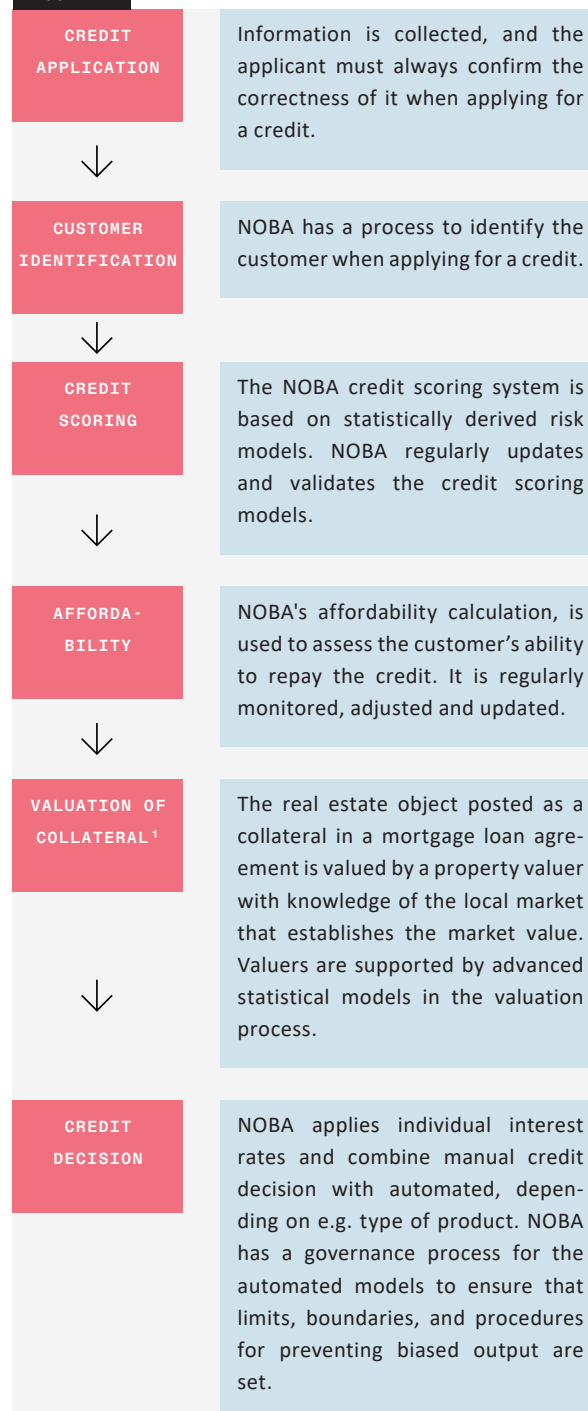 CREDIT
APPLICATION
Information is collected, and the
applicant must always confirm the
correctness of it when applying for
a credit.
CUSTOMER
IDENTIFICATION
NOBA has a process to identify the
customer when applying for a credit.
CREDIT
SCORING
The NOBA credit scoring system is
based on statistically derived risk
models. NOBA regularly updates
and validates the credit scoring
models.
AFFORDA-
BILITY
NOBA's affordability calculation, is
used to assess the customer’s ability
to repay the credit. It is regularly
monitored, adjusted and updated.
VALUATION OF
COLLATERAL¹
The real estate object posted as a
collateral in a mortgage loan agre-
ement is valued by a property valuer
with knowledge of the local market
that establishes the market value.
Valuers are supported by advanced
statistical models in the valuation
process.
CREDIT
DECISION
NOBA applies individual interest
rates and combine manual credit
decision with automated, depen-
ding on e.g. type of product. NOBA
has a governance process for the
automated models to ensure that
limits, boundaries, and procedures
for preventing biased output are
set.